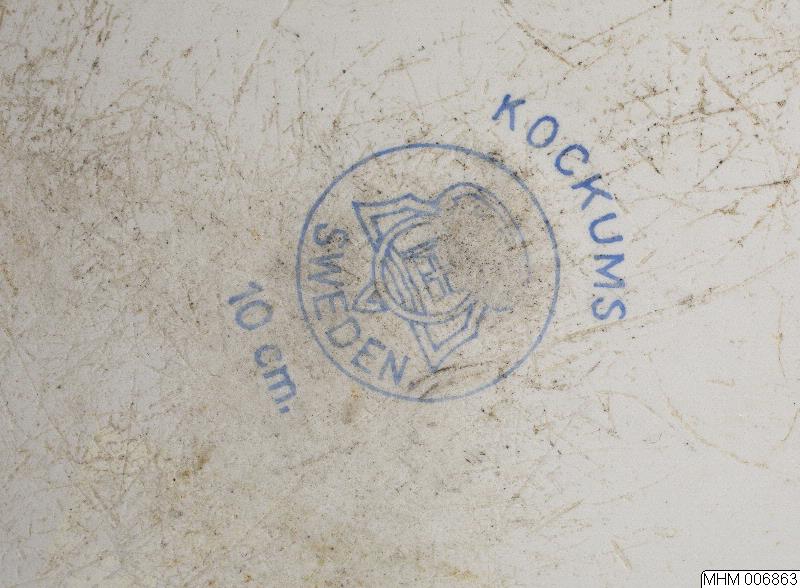 KOCKUMS
SWEDEN
10 cm.
MHM 006863